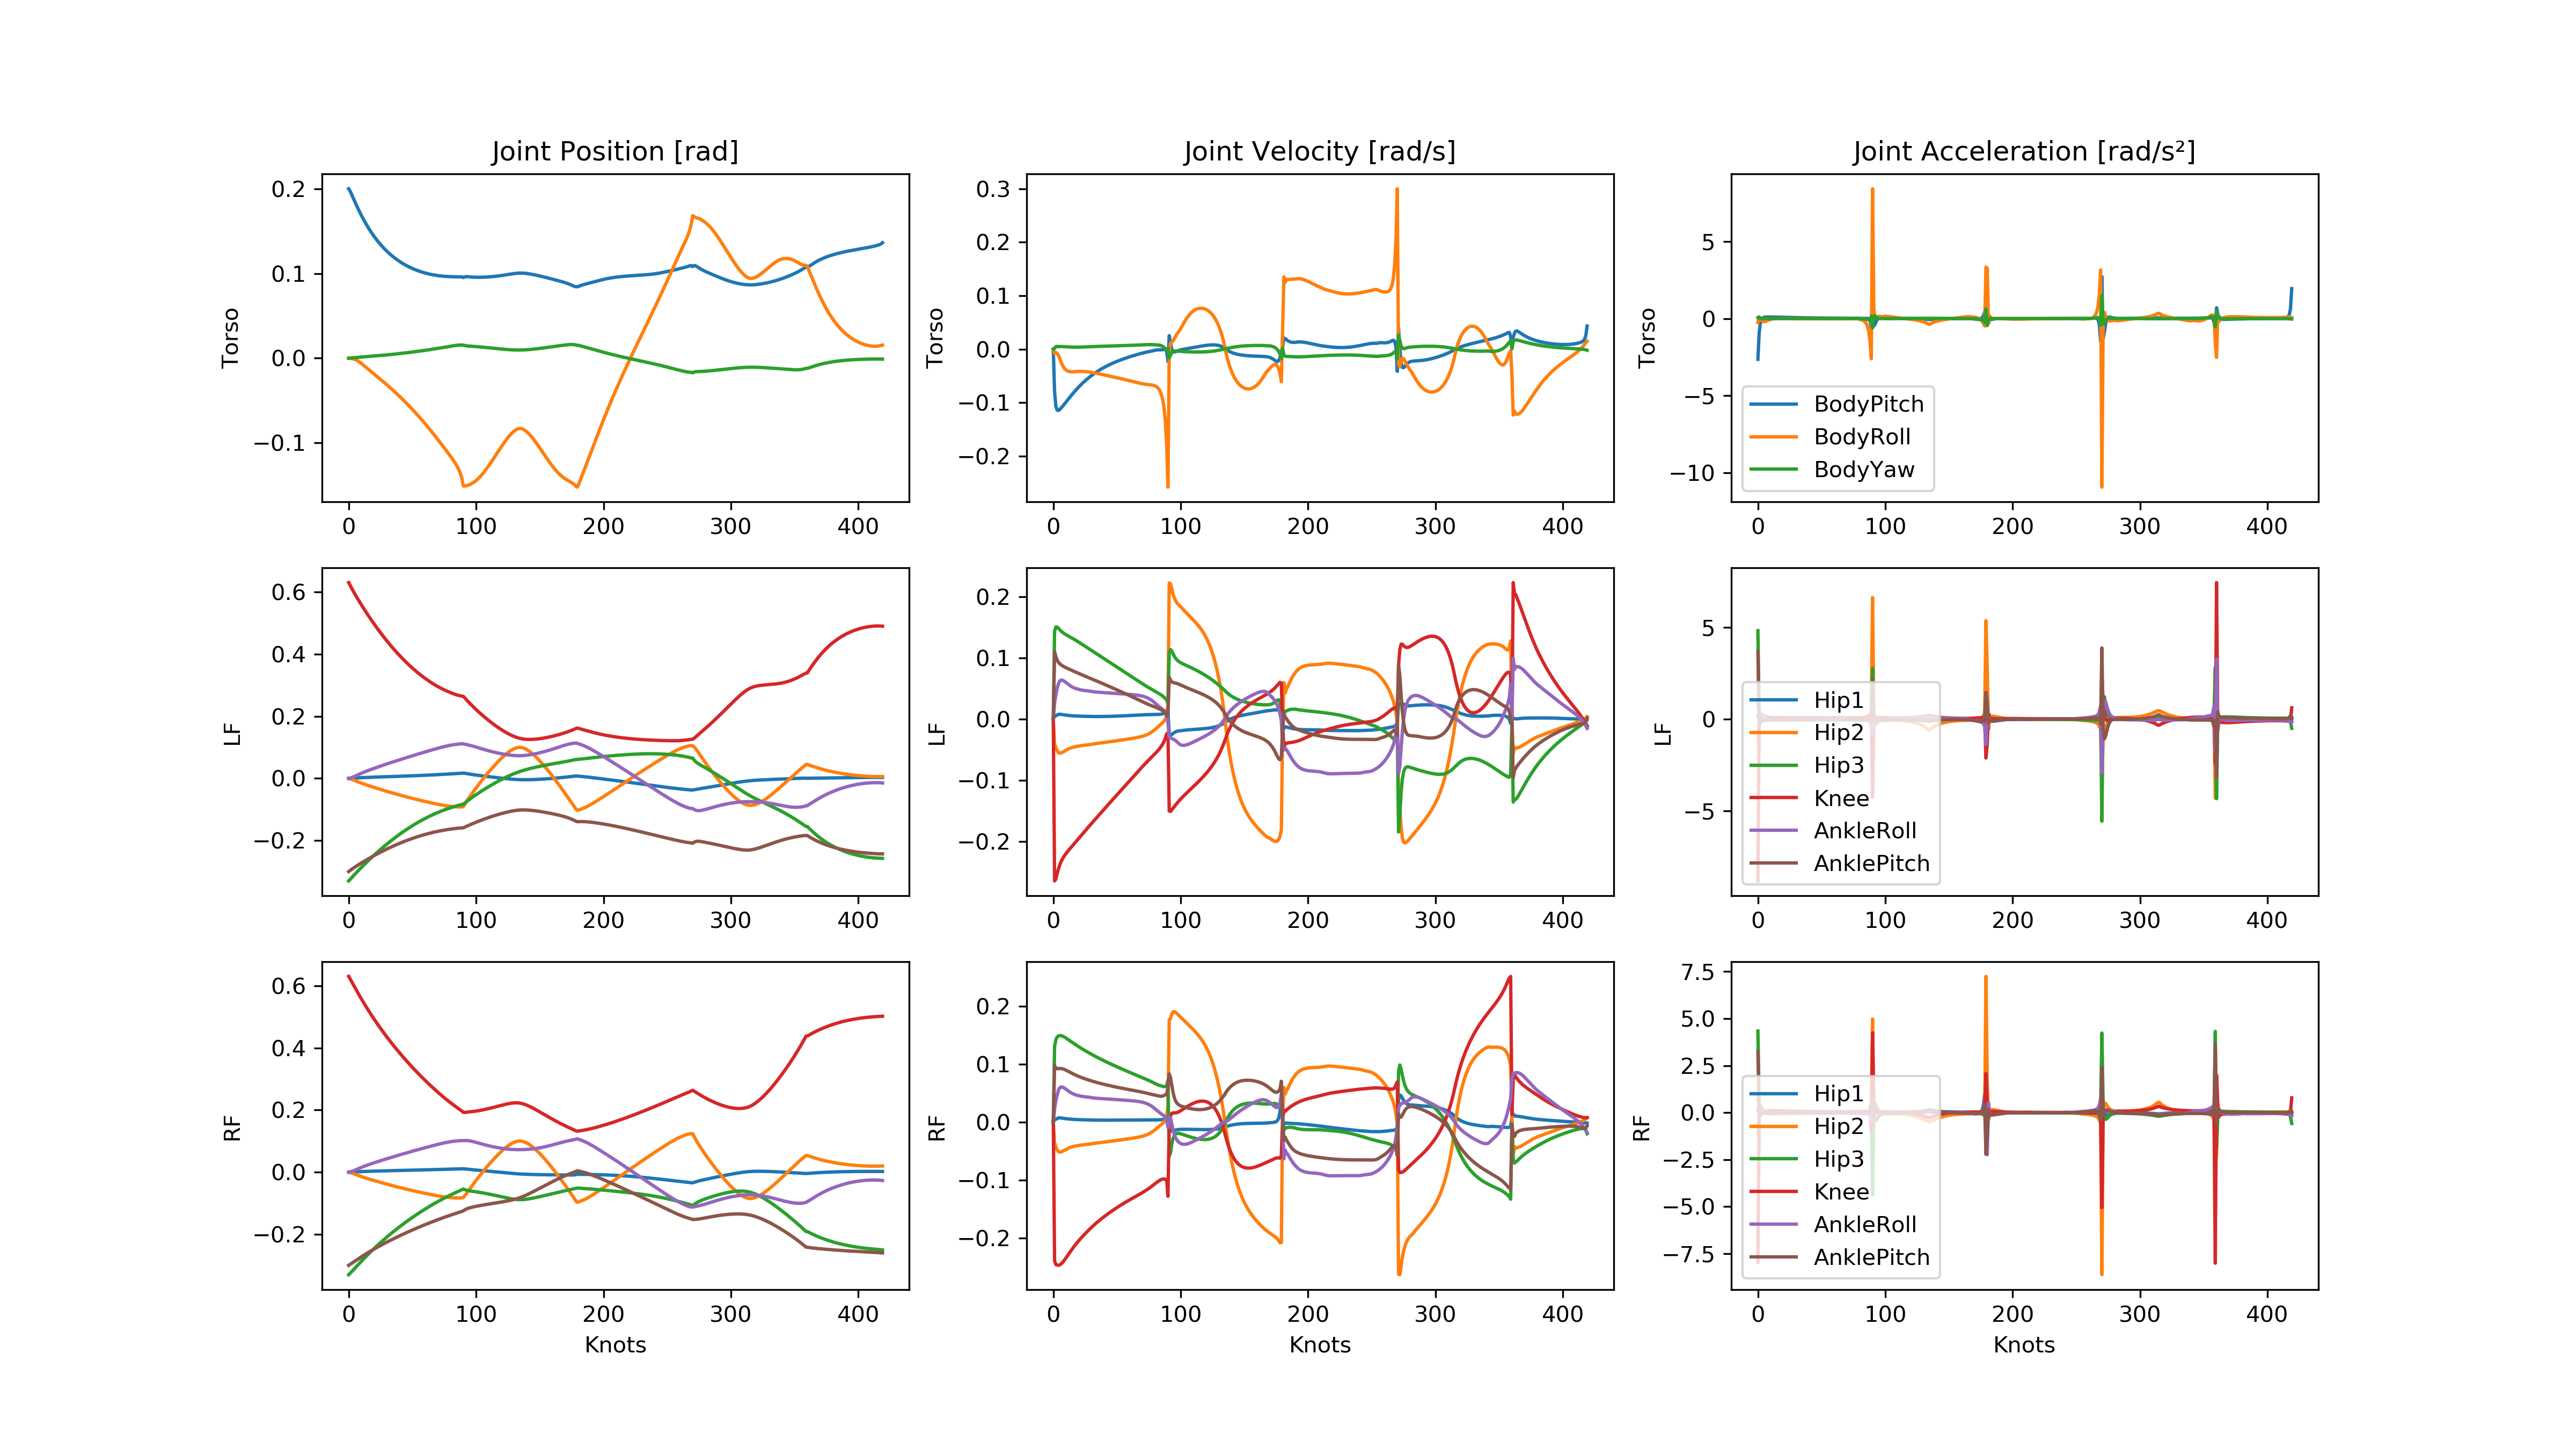 Joint Position [rad]
Joint Velocity [rad/s]
Joint Acceleration [rad/s²]
Torso
0.2
0.1
0.0
−0.1
0 100 200 300 400
Torso
0.3
0.2
0.1
0.0
−0.1
−0.2
0 100 200 300 400
Torso
5
0
−5
−10
BodyPitch
BodyRoll
BodyYaw
0 100 200 300 400
LF
0.6
0.4
0.2
0.0
−0.2
0 100 200 300 400
LF
0.2
0.1
0.0
−0.1
−0.2
0 100 200 300 400
LF
5
0
−5
Hip1
Hip2
Hip3
Knee
AnkleRoll
AnklePitch
0 100 200 300 400
RF
0.6
0.4
0.2
0.0
−0.2
0 100 200 300 400
Knots
RF
0.2
0.1
0.0
−0.1
−0.2
0 100 200 300 400
Knots
RF
7.5
5.0
2.5
0.0
−2.5
−5.0
−7.5
Hip1
Hip2
Hip3
Knee
AnkleRoll
AnklePitch
0 100 200 300 400
Knots